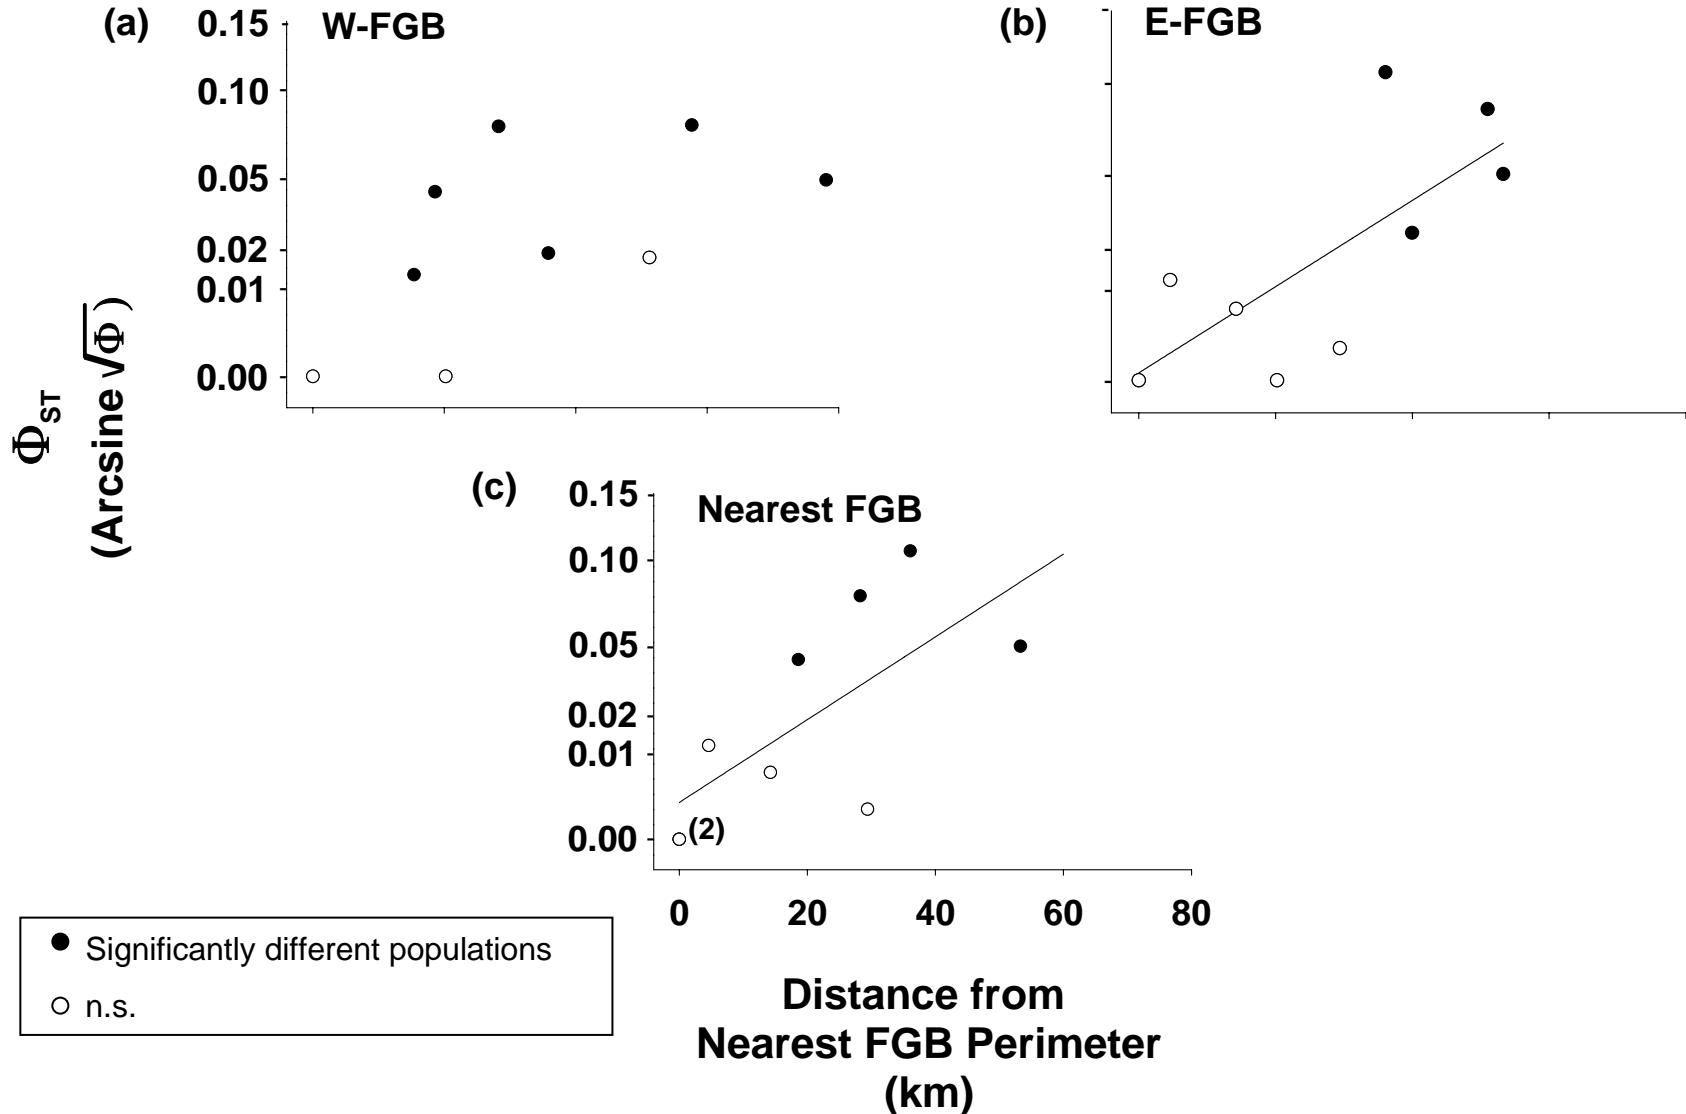 (a)
W-FGB
0.15
0.10
0.05
0.02
0.01
0.00
(b)
E-FGB
Φ_ST
(Arcsine √Φ)
(c)
Nearest FGB
0.15
0.10
0.05
0.02
0.01
0.00
(2)
0 20 40 60 80
Distance from
Nearest FGB Perimeter
(km)
Significantly different populations
n.s.